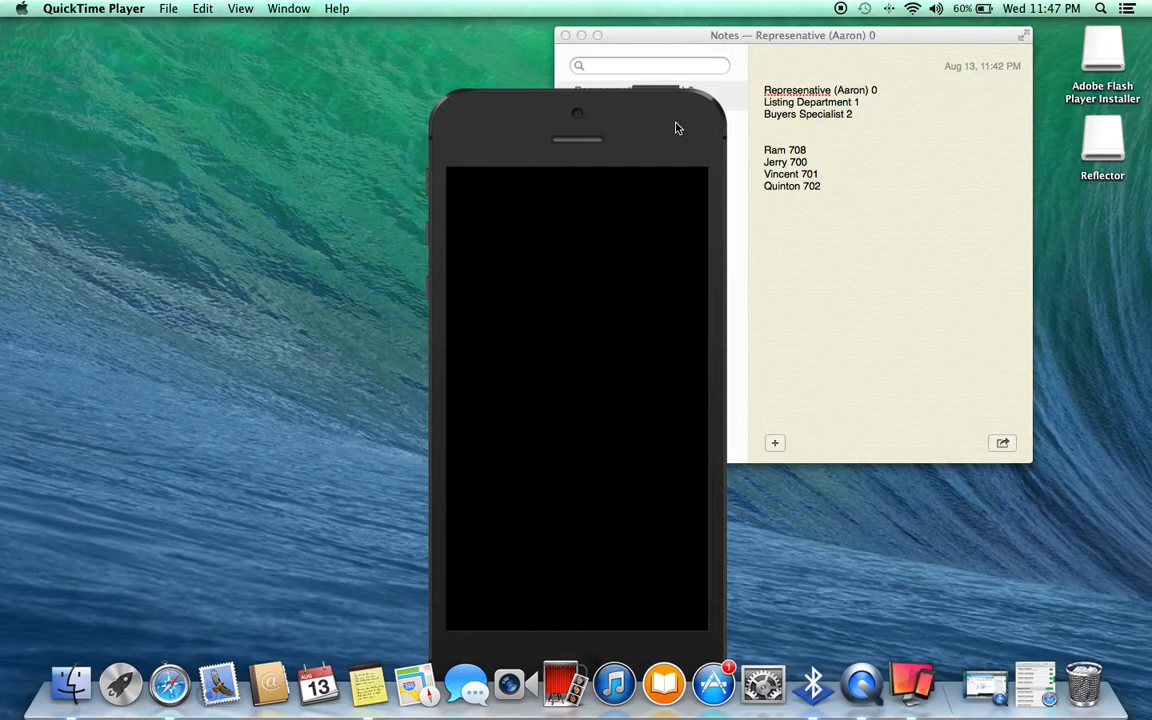 QuickTime Player File Edit View Window Help 60% Wed 11:47 PM
Notes — Represenative (Aaron) 0
Aug 13, 11:42 PM
Represenative (Aaron) 0
Listing Department 1
Buyers Specialist 2
Ram 708
Jerry 700
Vincent 701
Quinton 702
+
Adobe Flash
Player Installer
Reflector
AUG
13
1